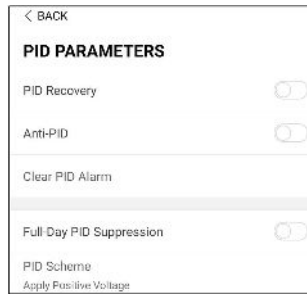 < BACK
PID PARAMETERS
PID Recovery
Anti-PID
Clear PID Alarm
Full-Day PID Suppression
PID Scheme
Apply Positive Voltage